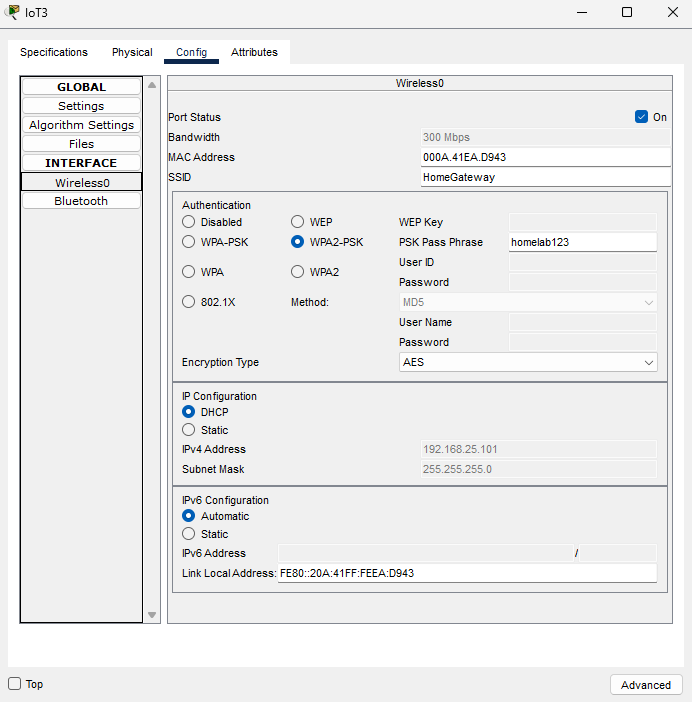 IoT3
Specifications Physical Config Attributes
GLOBAL
Settings
Algorithm Settings
Files
INTERFACE
Wireless0
Bluetooth
Wireless0
Port Status On
Bandwidth 300 Mbps
MAC Address 000A.41EA.D943
SSID HomeGateway
Authentication
Disabled WEP WEP Key
WPA-PSK WPA2-PSK PSK Pass Phrase homelab123
User ID
WPA WPA2
Password
802.1X Method: MD5
User Name
Password
Encryption Type AES
IP Configuration
DHCP
Static
IPv4 Address 192.168.25.101
Subnet Mask 255.255.255.0
IPv6 Configuration
Automatic
Static
IPv6 Address /
Link Local Address: FE80::20A:41FF:FEEA:D943
Top Advanced